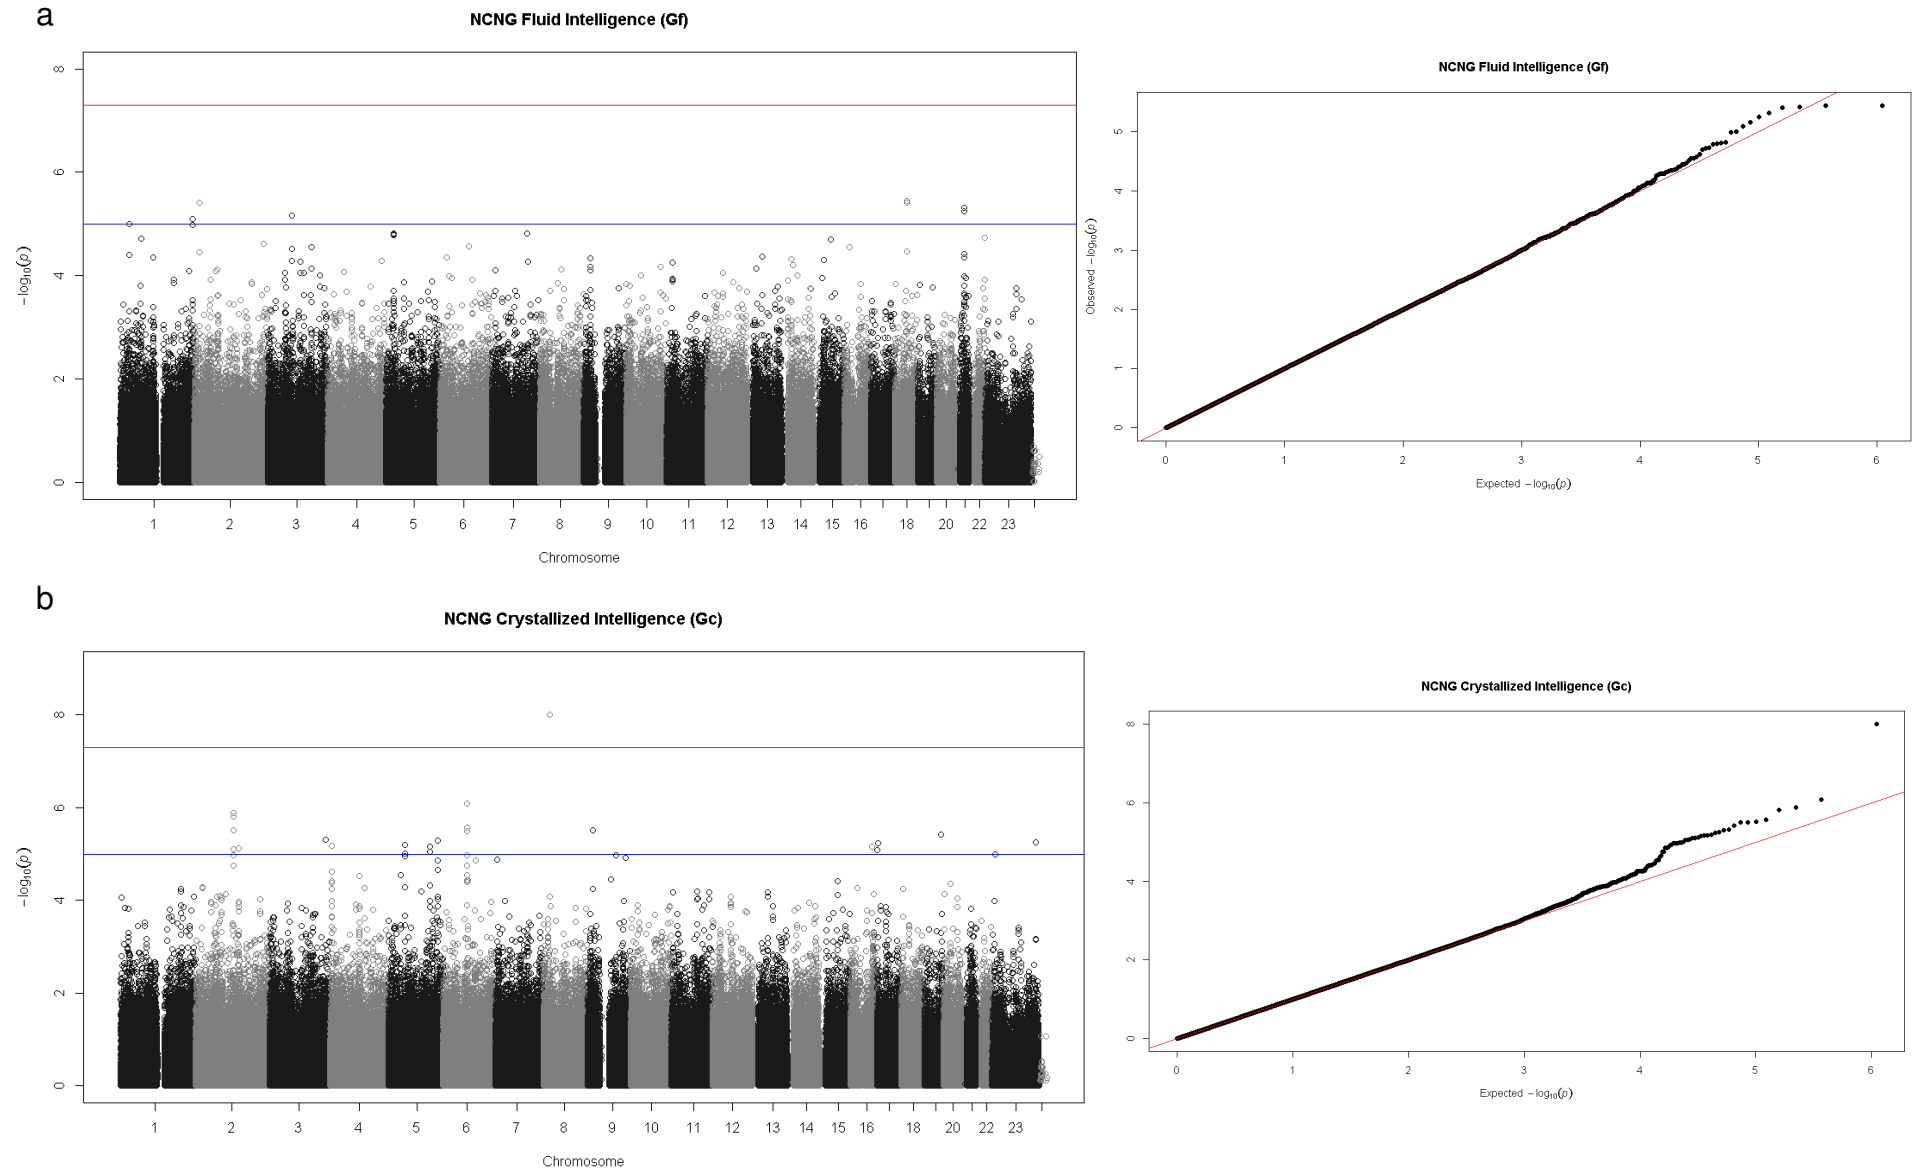 a
NCNG Fluid Intelligence (Gf)
8
6
4
2
0
−log10(p)
1 2 3 4 5 6 7 8 9 10 11 12 13 14 15 16 18 20 22 23
Chromosome
NCNG Fluid Intelligence (Gf)
5
4
3
2
1
0
Observed −log10(p)
0 1 2 3 4 5 6
Expected −log10(p)
b
NCNG Crystallized Intelligence (Gc)
8
6
4
2
0
−log10(p)
1 2 3 4 5 6 7 8 9 10 11 12 13 14 15 16 18 20 22 23
Chromosome
NCNG Crystallized Intelligence (Gc)
8
6
4
2
0
0 1 2 3 4 5 6
Expected −log10(p)